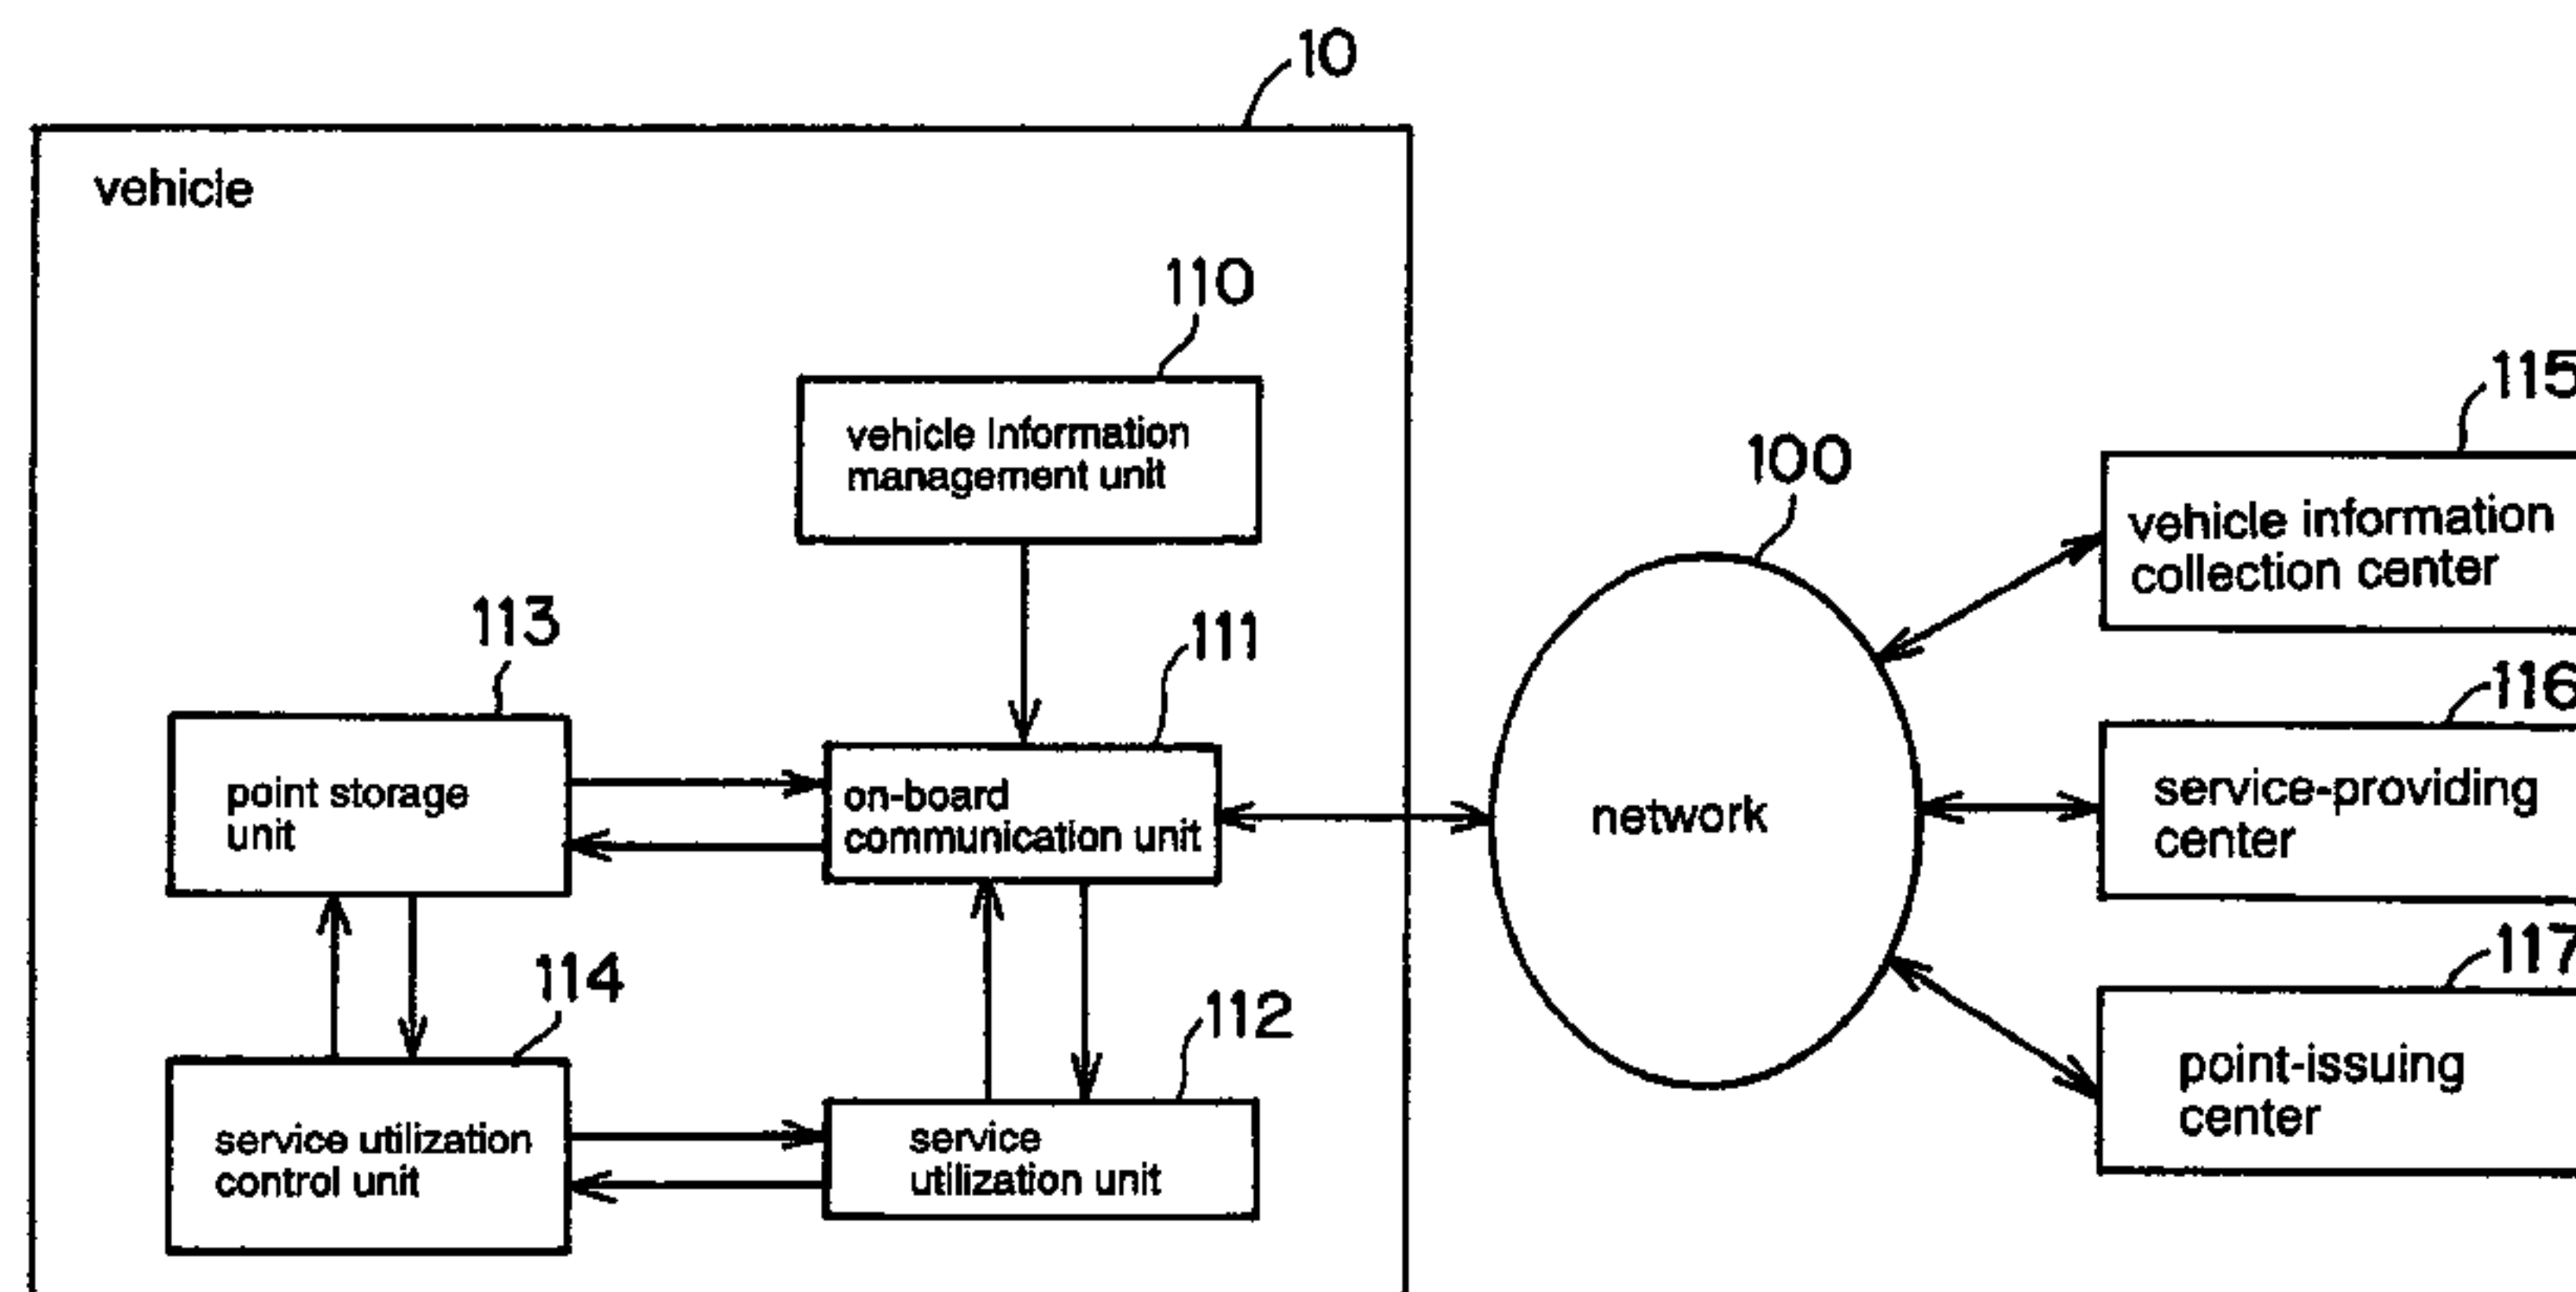 10
vehicle
110
vehicle information
management unit
115
100
vehicle information
collection center
113
111
116
point storage
unit
on-board
communication unit
network
service-providing
center
114
112
117
service utilization
control unit
service
utilization unit
point-issuing
center